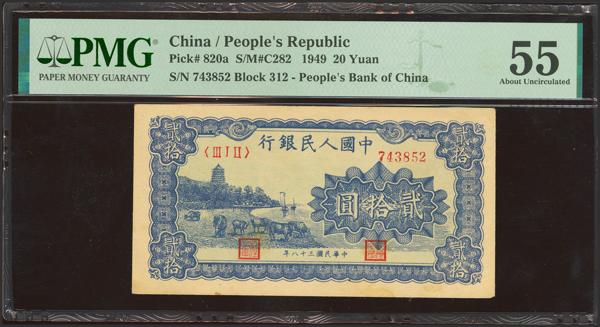 PMG
PAPER MONEY GUARANTY
China / People's Republic
Pick# 820a S/M#C282 1949 20 Yuan
S/N 743852 Block 312 - People's Bank of China
55
About Uncirculated
行銀民人國中
〈ⅢⅠⅡ〉
743852
圓拾貳
貳拾
貳拾
貳拾
貳拾
年八十三國民華中